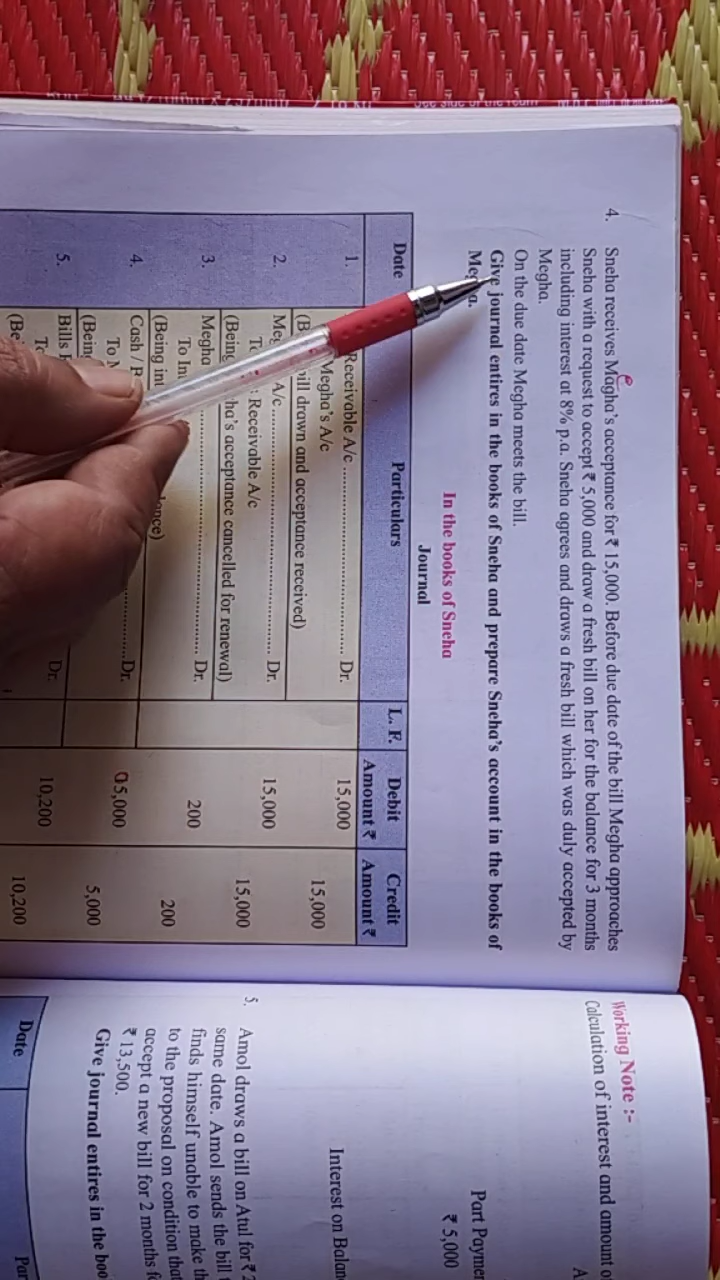 4. Sneha receives Magha's acceptance for ₹ 15,000. Before due date of the bill Megha approaches
Sneha with a request to accept ₹ 5,000 and draw a fresh bill on her for the balance for 3 months
including interest at 8% p.a. Sneha agrees and draws a fresh bill which was duly accepted by
Megha.
On the due date Megha meets the bill.
Give journal entires in the books of Sneha and prepare Sneha's account in the books of
In the books of Sneha
Journal
Date Particulars L. F. Debit Amount ₹ Credit Amount ₹
1. Receivable A/c Dr. 15,000
Megha's A/c 15,000
bill drawn and acceptance received)
2. A/c Dr. 15,000
Receivable A/c 15,000
acceptance cancelled for renewal)
3. Megha Dr. 200
To 200
(Being
4. Cash / Dr. 5,000
To 5,000
5. Bills Dr. 10,200
10,200
Working Note :-
Calculation of interest and amount
Part
₹ 5,000
Interest on
5. Amol draws a bill on Atul for ₹
same date. Amol sends the bill
finds himself unable to make
to the proposal on condition
accept a new bill for 2 months
₹ 13,500.
Give journal entires in the
Date